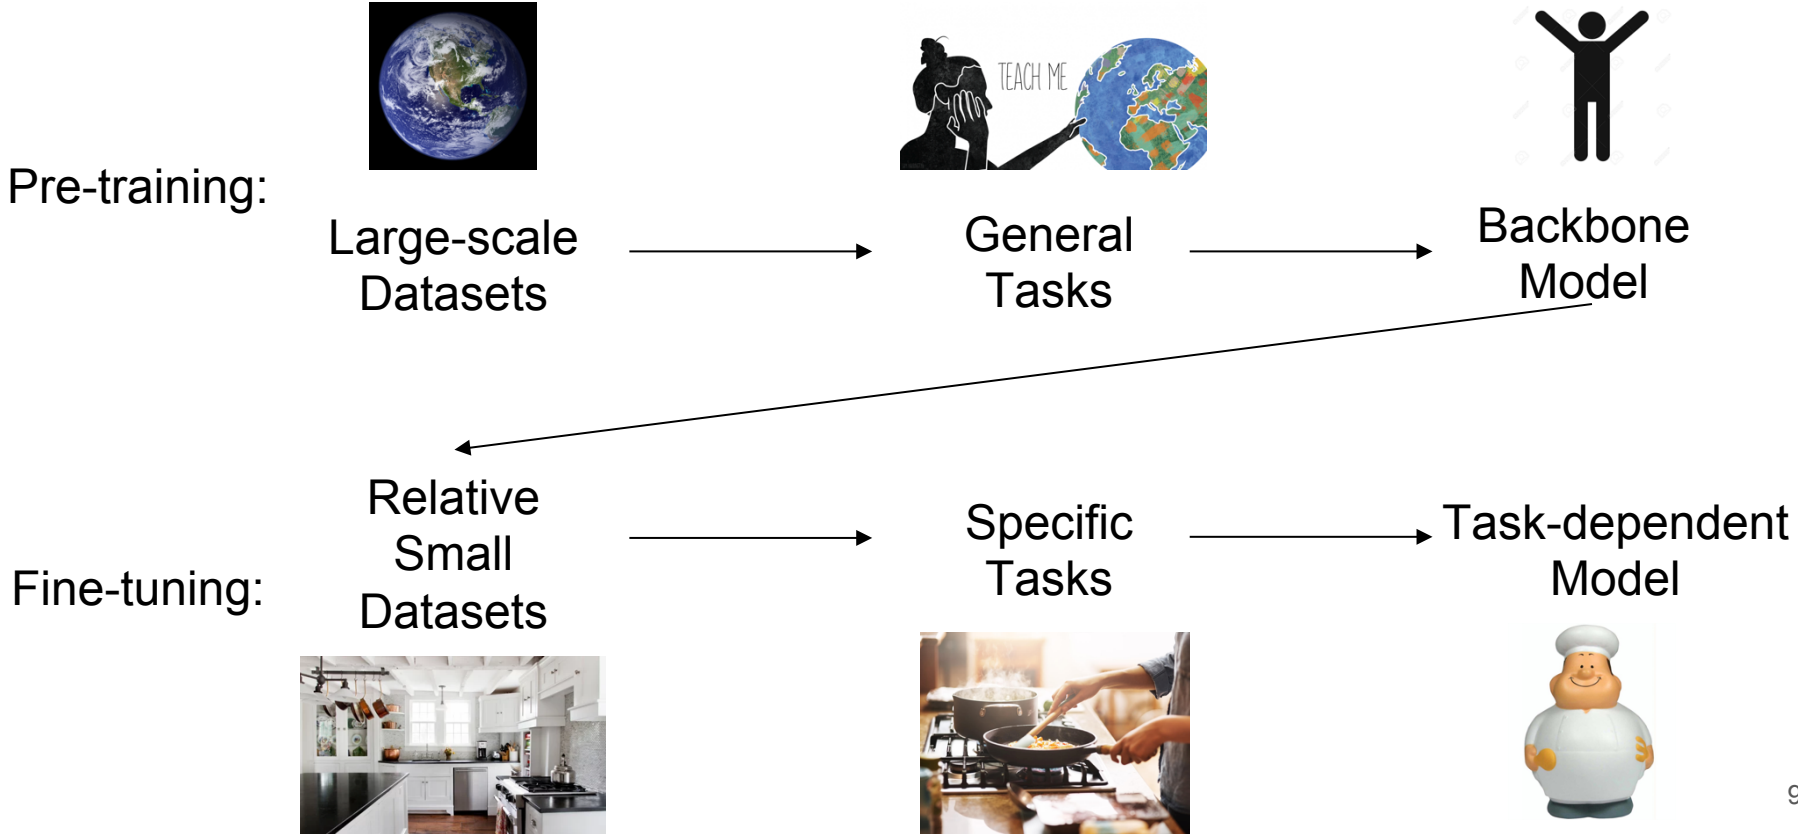 TEACH ME
Pre-training:
Large-scale
Datasets
General
Tasks
Backbone
Model
Relative
Small
Datasets
Specific
Tasks
Task-dependent
Model
Fine-tuning:
9